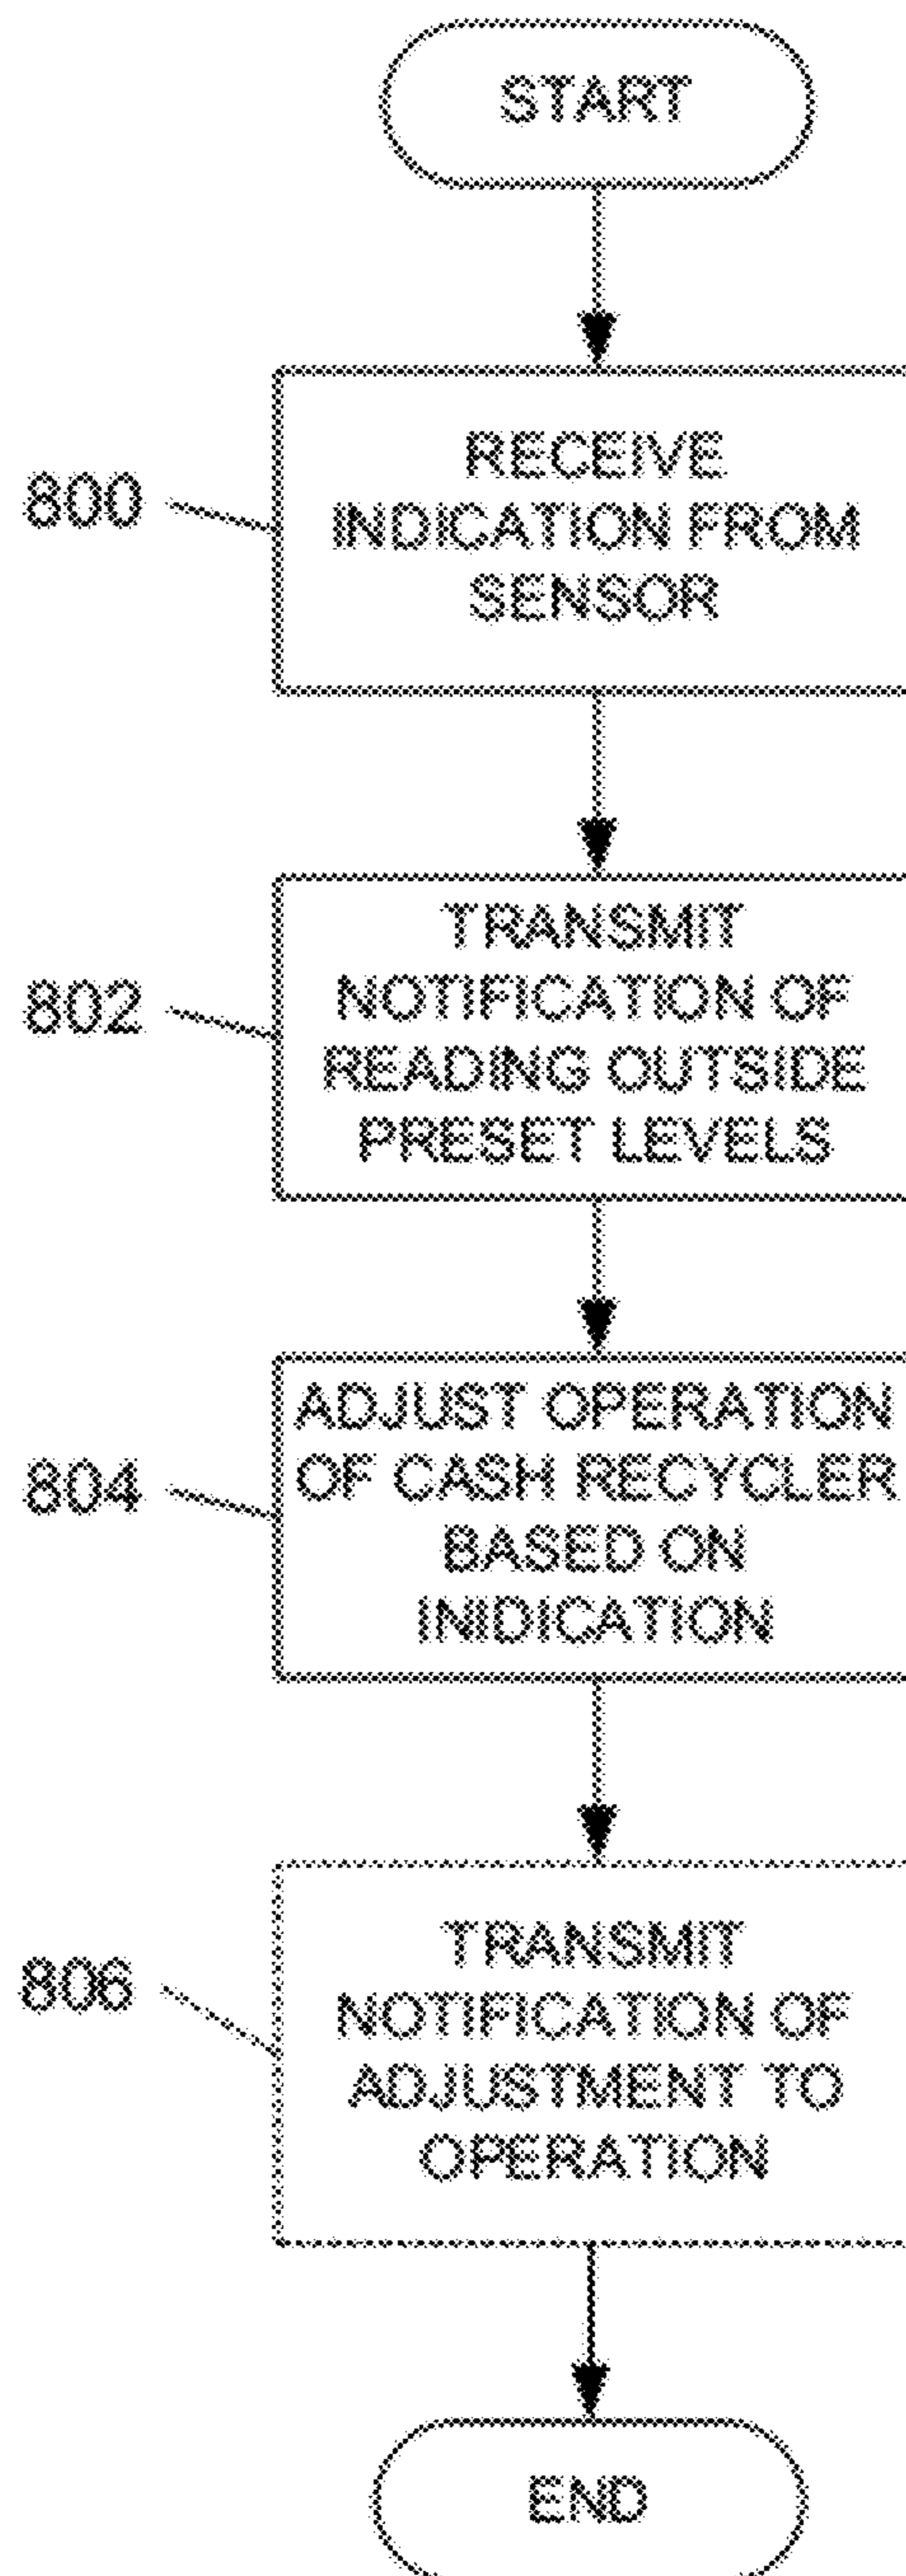 START
800
RECEIVE
INDICATION FROM
SENSOR
802
TRANSMIT
NOTIFICATION OF
READING OUTSIDE
PRESET LEVELS
804
ADJUST OPERATION
OF CASH RECYCLER
BASED ON
INIDICATION
806
TRANSMIT
NOTIFICATION OF
ADJUSTMENT TO
OPERATION
END